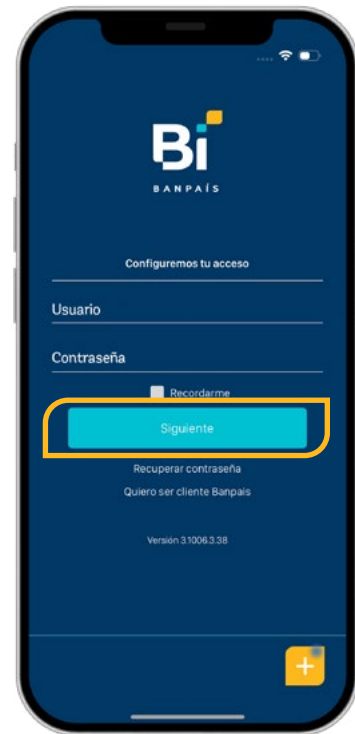 Bi
BANPAÍS
Configuremos tu acceso
Usuario
Contraseña
Recordarme
Siguiente
Recuperar contraseña
Quiero ser cliente Banpais
Versión 3.1006.3.38
+